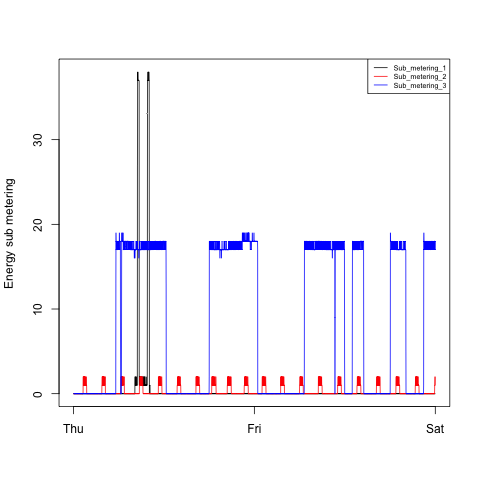 Sub_metering_1
Sub_metering_2
Sub_metering_3
Energy sub metering
30
20
10
0
Thu Fri Sat